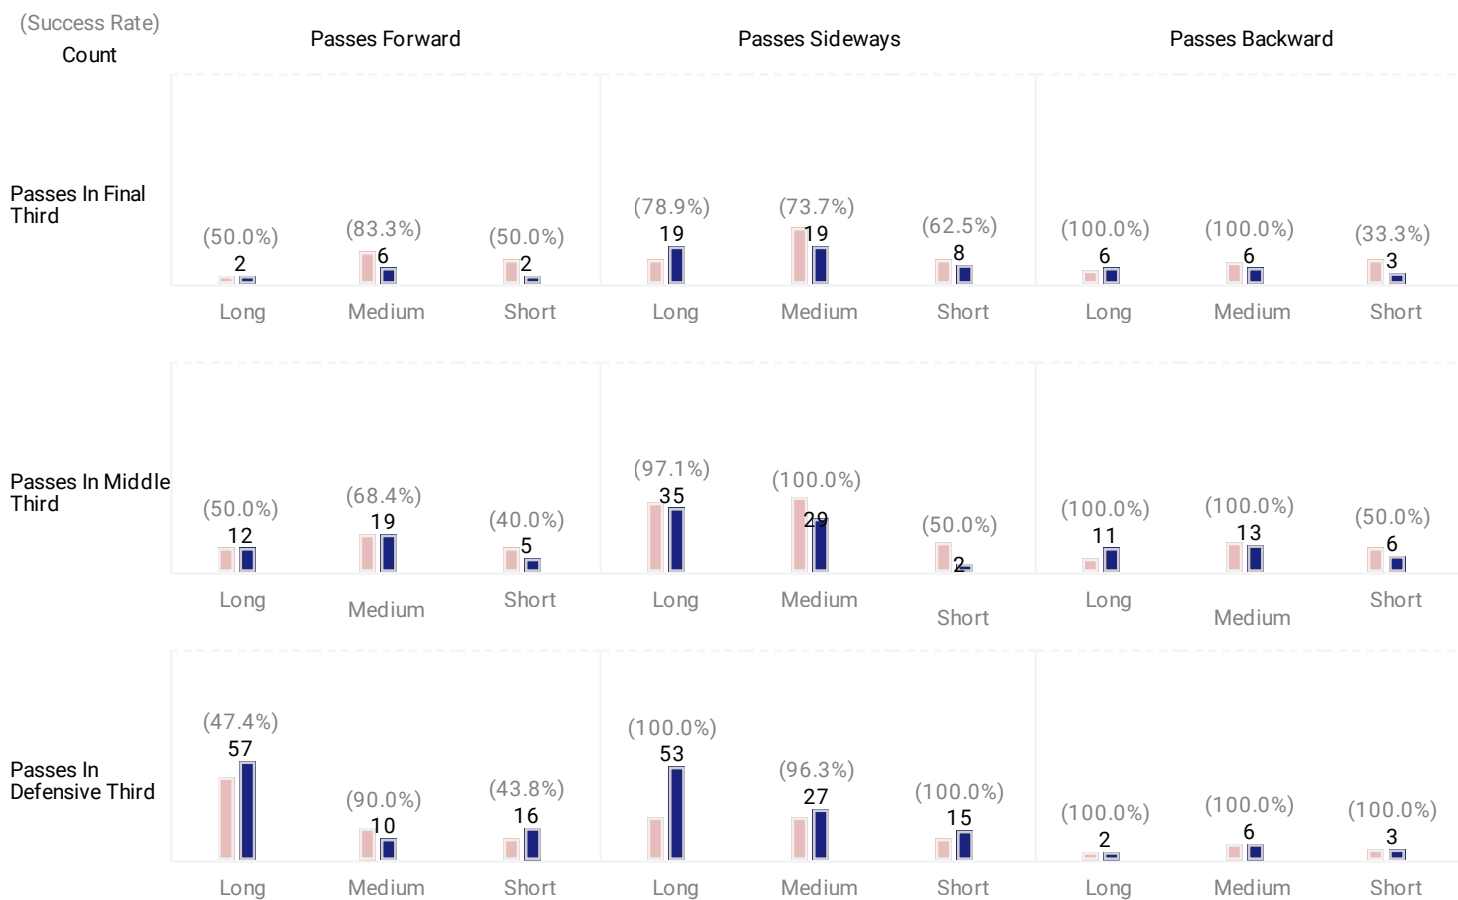 (Success Rate)
Count
Passes Forward
Passes Sideways
Passes Backward
Passes In Final
Third
(50.0%)
2
(83.3%)
6
(50.0%)
2
(78.9%)
19
(73.7%)
19
(62.5%)
8
(100.0%)
6
(100.0%)
6
(33.3%)
3
Long
Medium
Short
Long
Medium
Short
Long
Medium
Short
Passes In Middle
Third
(50.0%)
12
(68.4%)
19
(40.0%)
5
(97.1%)
35
(100.0%)
29
(50.0%)
2
(100.0%)
11
(100.0%)
13
(50.0%)
6
Long
Medium
Short
Long
Medium
Short
Long
Medium
Short
Passes In
Defensive Third
(47.4%)
57
(90.0%)
10
(43.8%)
16
(100.0%)
53
(96.3%)
27
(100.0%)
15
(100.0%)
2
(100.0%)
6
(100.0%)
3
Long
Medium
Short
Long
Medium
Short
Long
Medium
Short